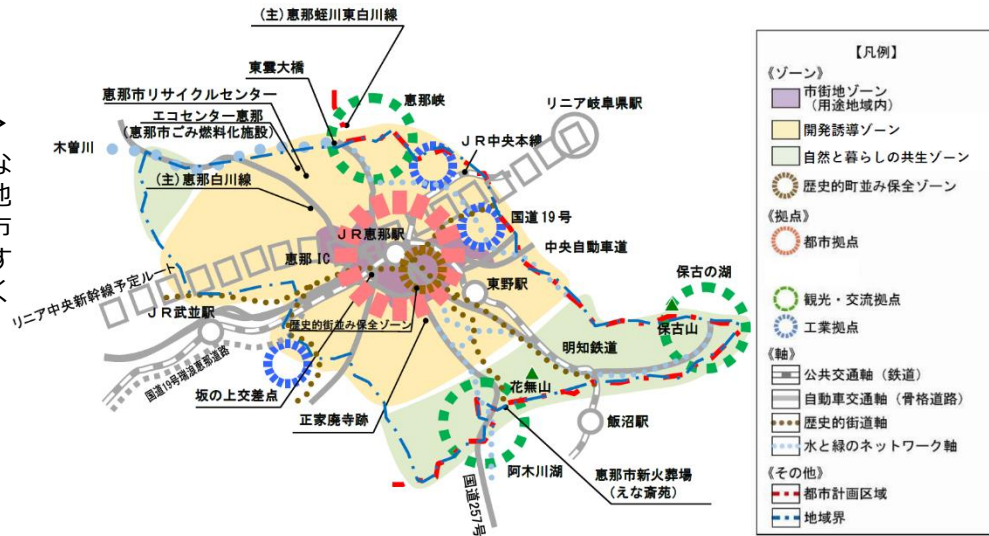 (主)恵那蛭川東白川線
東雲大橋
恵那峡
恵那市リサイクルセンター
エコセンター恵那
(恵那市ごみ燃料化施設)
リニア岐阜県駅
木曽川
JR中央本線
(主)恵那白川線
な
地
市
す
く
国道19号
JR恵那駅
中央自動車道
恵那IC
保古の湖
東野駅
リニア中央新幹線予定ルート
JR武並駅
保古山
歴史的街並み保全ゾーン
明知鉄道
国道19号瑞浪恵那道路
花無山
坂の上交差点
正家廃寺跡
飯沼駅
阿木川湖
恵那市新火葬場
(えな斎苑)
国道257号
【凡例】
《ゾーン》
市街地ゾーン
(用途地域内)
開発誘導ゾーン
自然と暮らしの共生ゾーン
歴史的町並み保全ゾーン
《拠点》
都市拠点
観光・交流拠点
工業拠点
《軸》
公共交通軸(鉄道)
自動車交通軸(骨格道路)
歴史的街道軸
水と緑のネットワーク軸
《その他》
都市計画区域
地域界